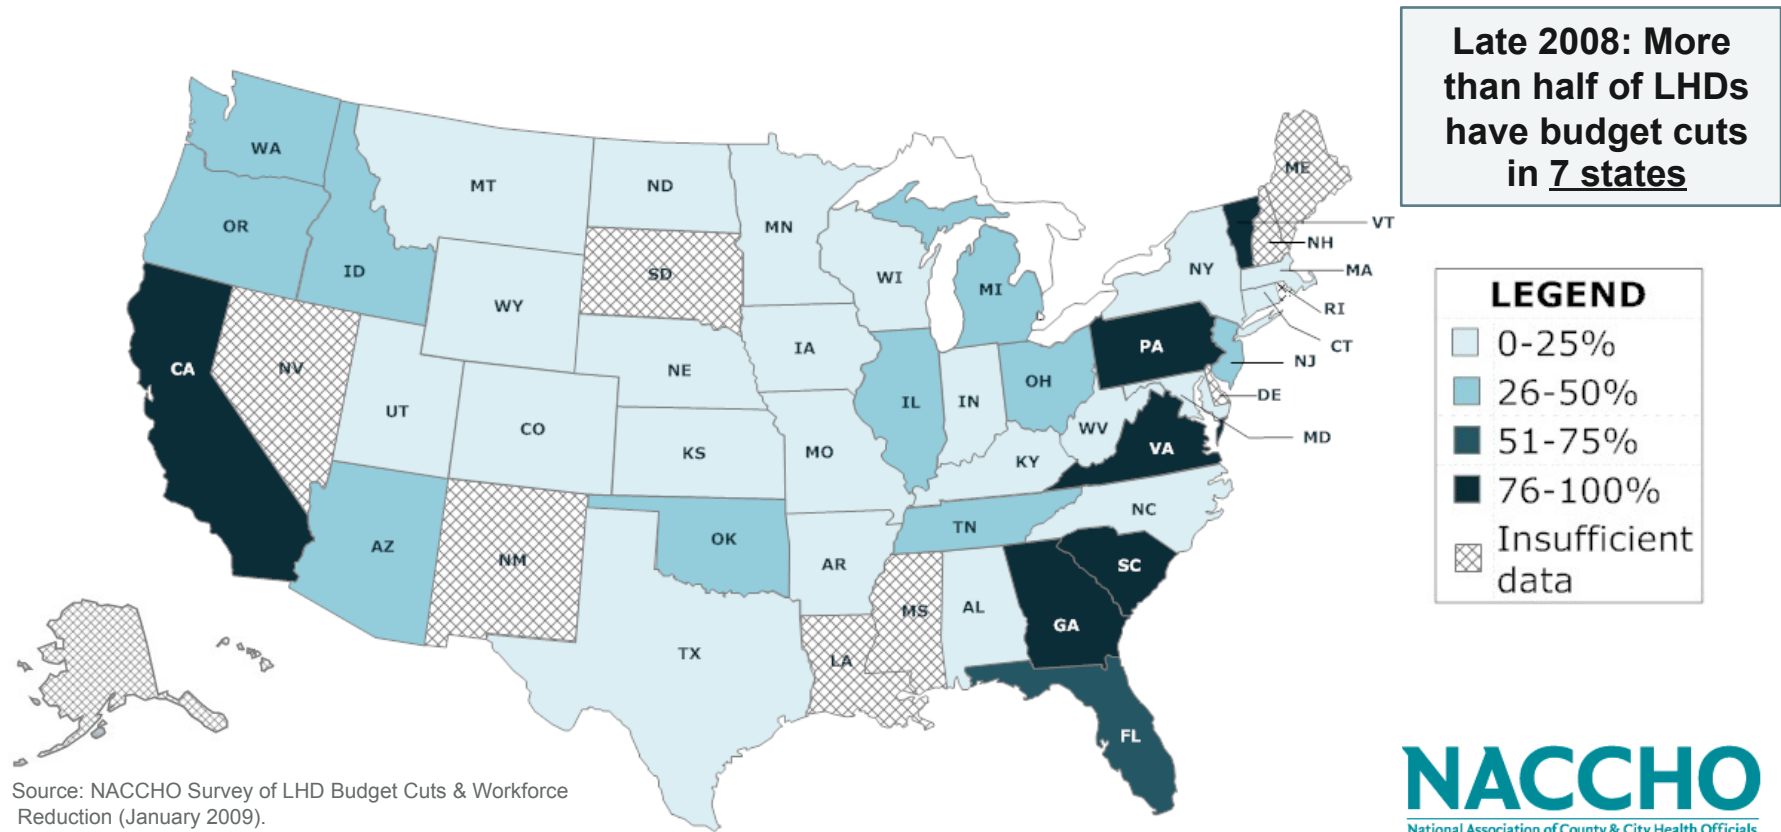 Late 2008: More
than half of LHDs
have budget cuts
in 7 states
WA
MT
ND
MN
ME
VT
OR
ID
SD
WI
MI
NY
NH
MA
WY
RI
CA
NV
NE
IA
PA
CT
NJ
UT
CO
IL
IN
OH
DE
KS
MO
KY
WV
VA
MD
AZ
NM
OK
AR
TN
NC
TX
LA
MS
AL
GA
SC
FL
LEGEND
0-25%
26-50%
51-75%
76-100%
Insufficient
data
Source: NACCHO Survey of LHD Budget Cuts & Workforce
Reduction (January 2009).
NACCHO
National Association of County & City Health Officials